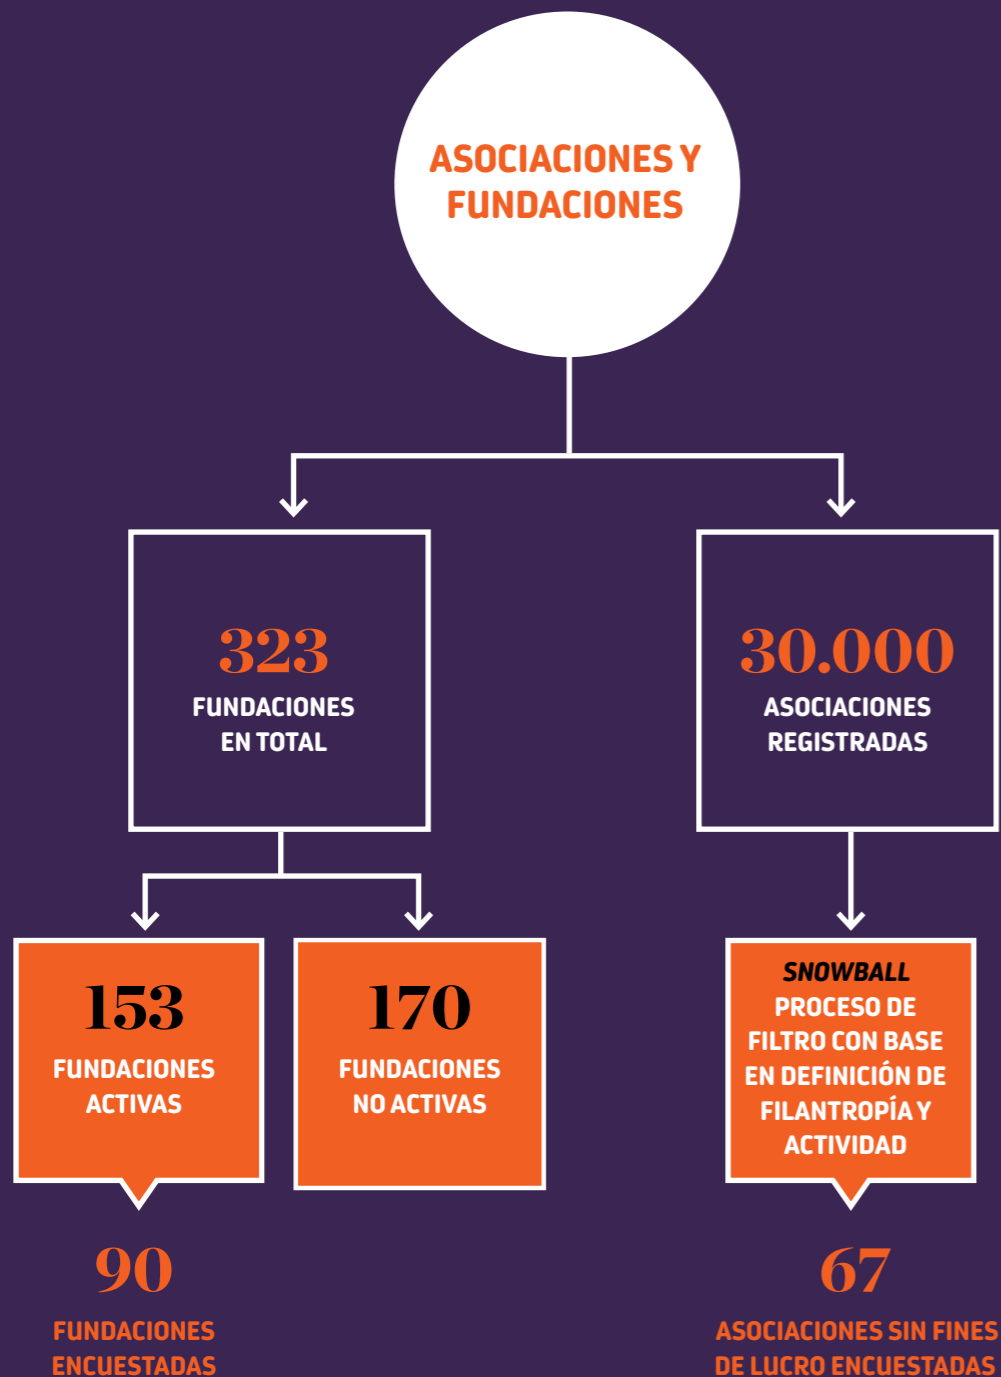 ASOCIACIONES Y
FUNDACIONES
323
FUNDACIONES
EN TOTAL
30.000
ASOCIACIONES
REGISTRADAS
153
FUNDACIONES
ACTIVAS
170
FUNDACIONES
NO ACTIVAS
SNOWBALL
PROCESO DE
FILTRO CON BASE
EN DEFINICIÓN DE
FILANTROPÍA Y
ACTIVIDAD
90
FUNDACIONES
ENCUESTADAS
67
ASOCIACIONES SIN FINES
DE LUCRO ENCUESTADAS